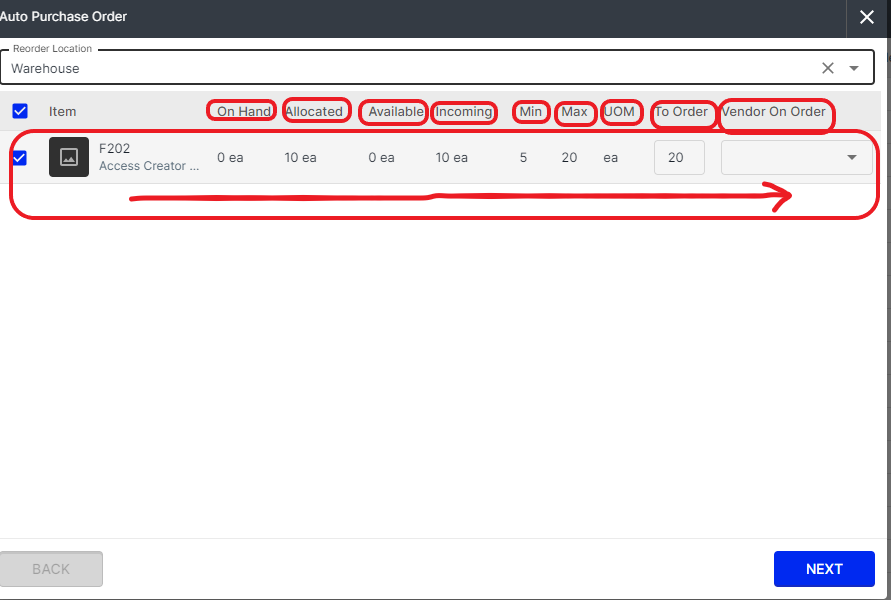 Auto Purchase Order
Reorder Location
Warehouse
Item On Hand Allocated Available Incoming Min Max UOM To Order Vendor On Order
F202
Access Creator ... 0 ea 10 ea 0 ea 10 ea 5 20 ea 20
BACK NEXT